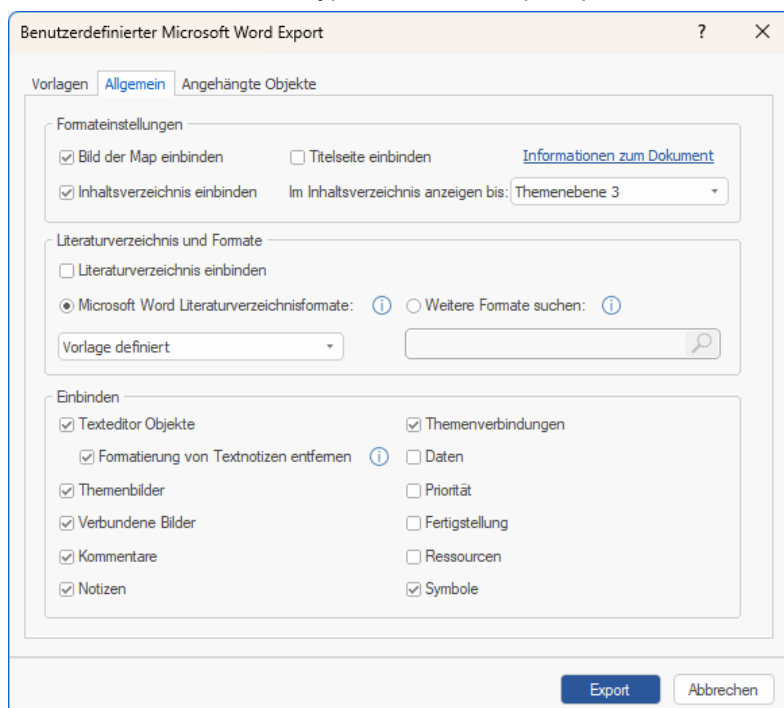 Benutzerdefinierter Microsoft Word Export ?
Vorlagen Allgemein Angehängte Objekte
Formateinstellungen
Bild der Map einbinden Titelseite einbinden Informationen zum Dokument
Inhaltsverzeichnis einbinden Im Inhaltsverzeichnis anzeigen bis: Themenebene 3
Literaturverzeichnis und Formate
Literaturverzeichnis einbinden
Microsoft Word Literaturverzeichnisformate: Weitere Formate suchen:
Vorlage definiert
Einbinden
Texteditor Objekte Themenverbindungen
Formatierung von Textnotizen entfernen Daten
Themenbilder Priorität
Verbundene Bilder Fertigstellung
Kommentare Ressourcen
Notizen Symbole
Export Abbrechen